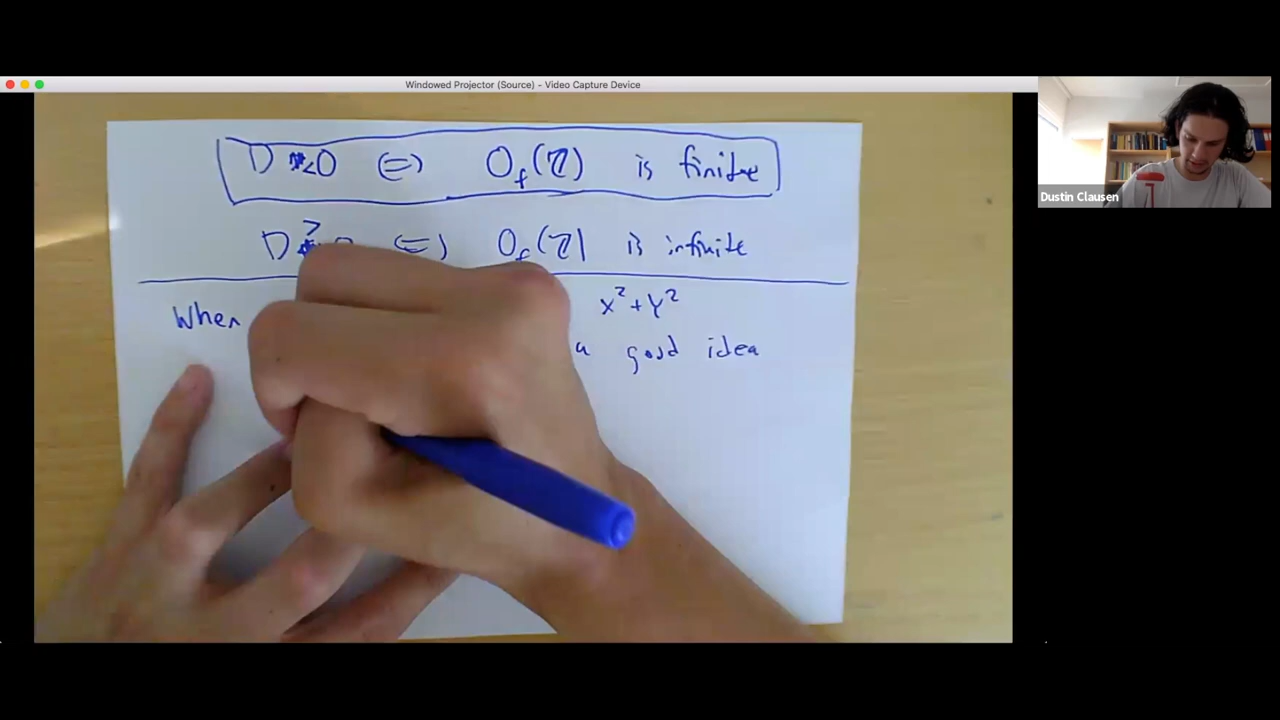 Windowed Projector (Source) - Video Capture Device
D < 0 ⇔ O_f(ℤ) is finite
D > 0 ⇔ O_f(ℤ) is infinite
When x² + y²
a good idea
Dustin Clausen